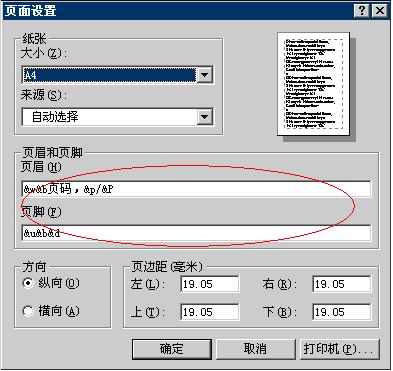 页面设置
纸张
大小(Z):
A4
来源(S):
自动选择
页眉和页脚
页眉(H)
&w&b页码，&p/&P
页脚(F)
&u&b&d
方向
纵向(O)
横向(A)
页边距(毫米)
左(L): 19.05 右(R): 19.05
上(T): 19.05 下(B): 19.05
确定 取消 打印机(P)...